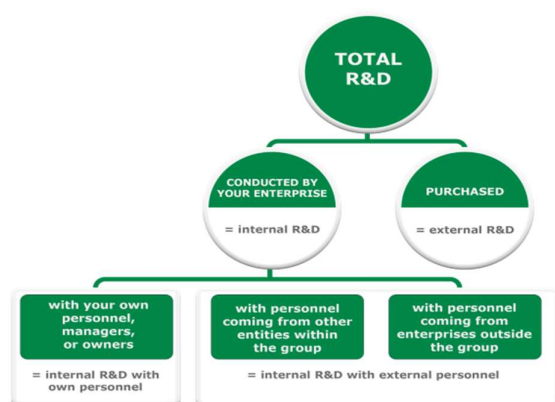 TOTAL
R&D
CONDUCTED BY
YOUR ENTERPRISE
= internal R&D
PURCHASED
= external R&D
with your own
personnel,
managers,
or owners
= internal R&D with
own personnel
with personnel
coming from other
entities within
the group
with personnel
coming from
enterprises outside
the group
= internal R&D with external personnel